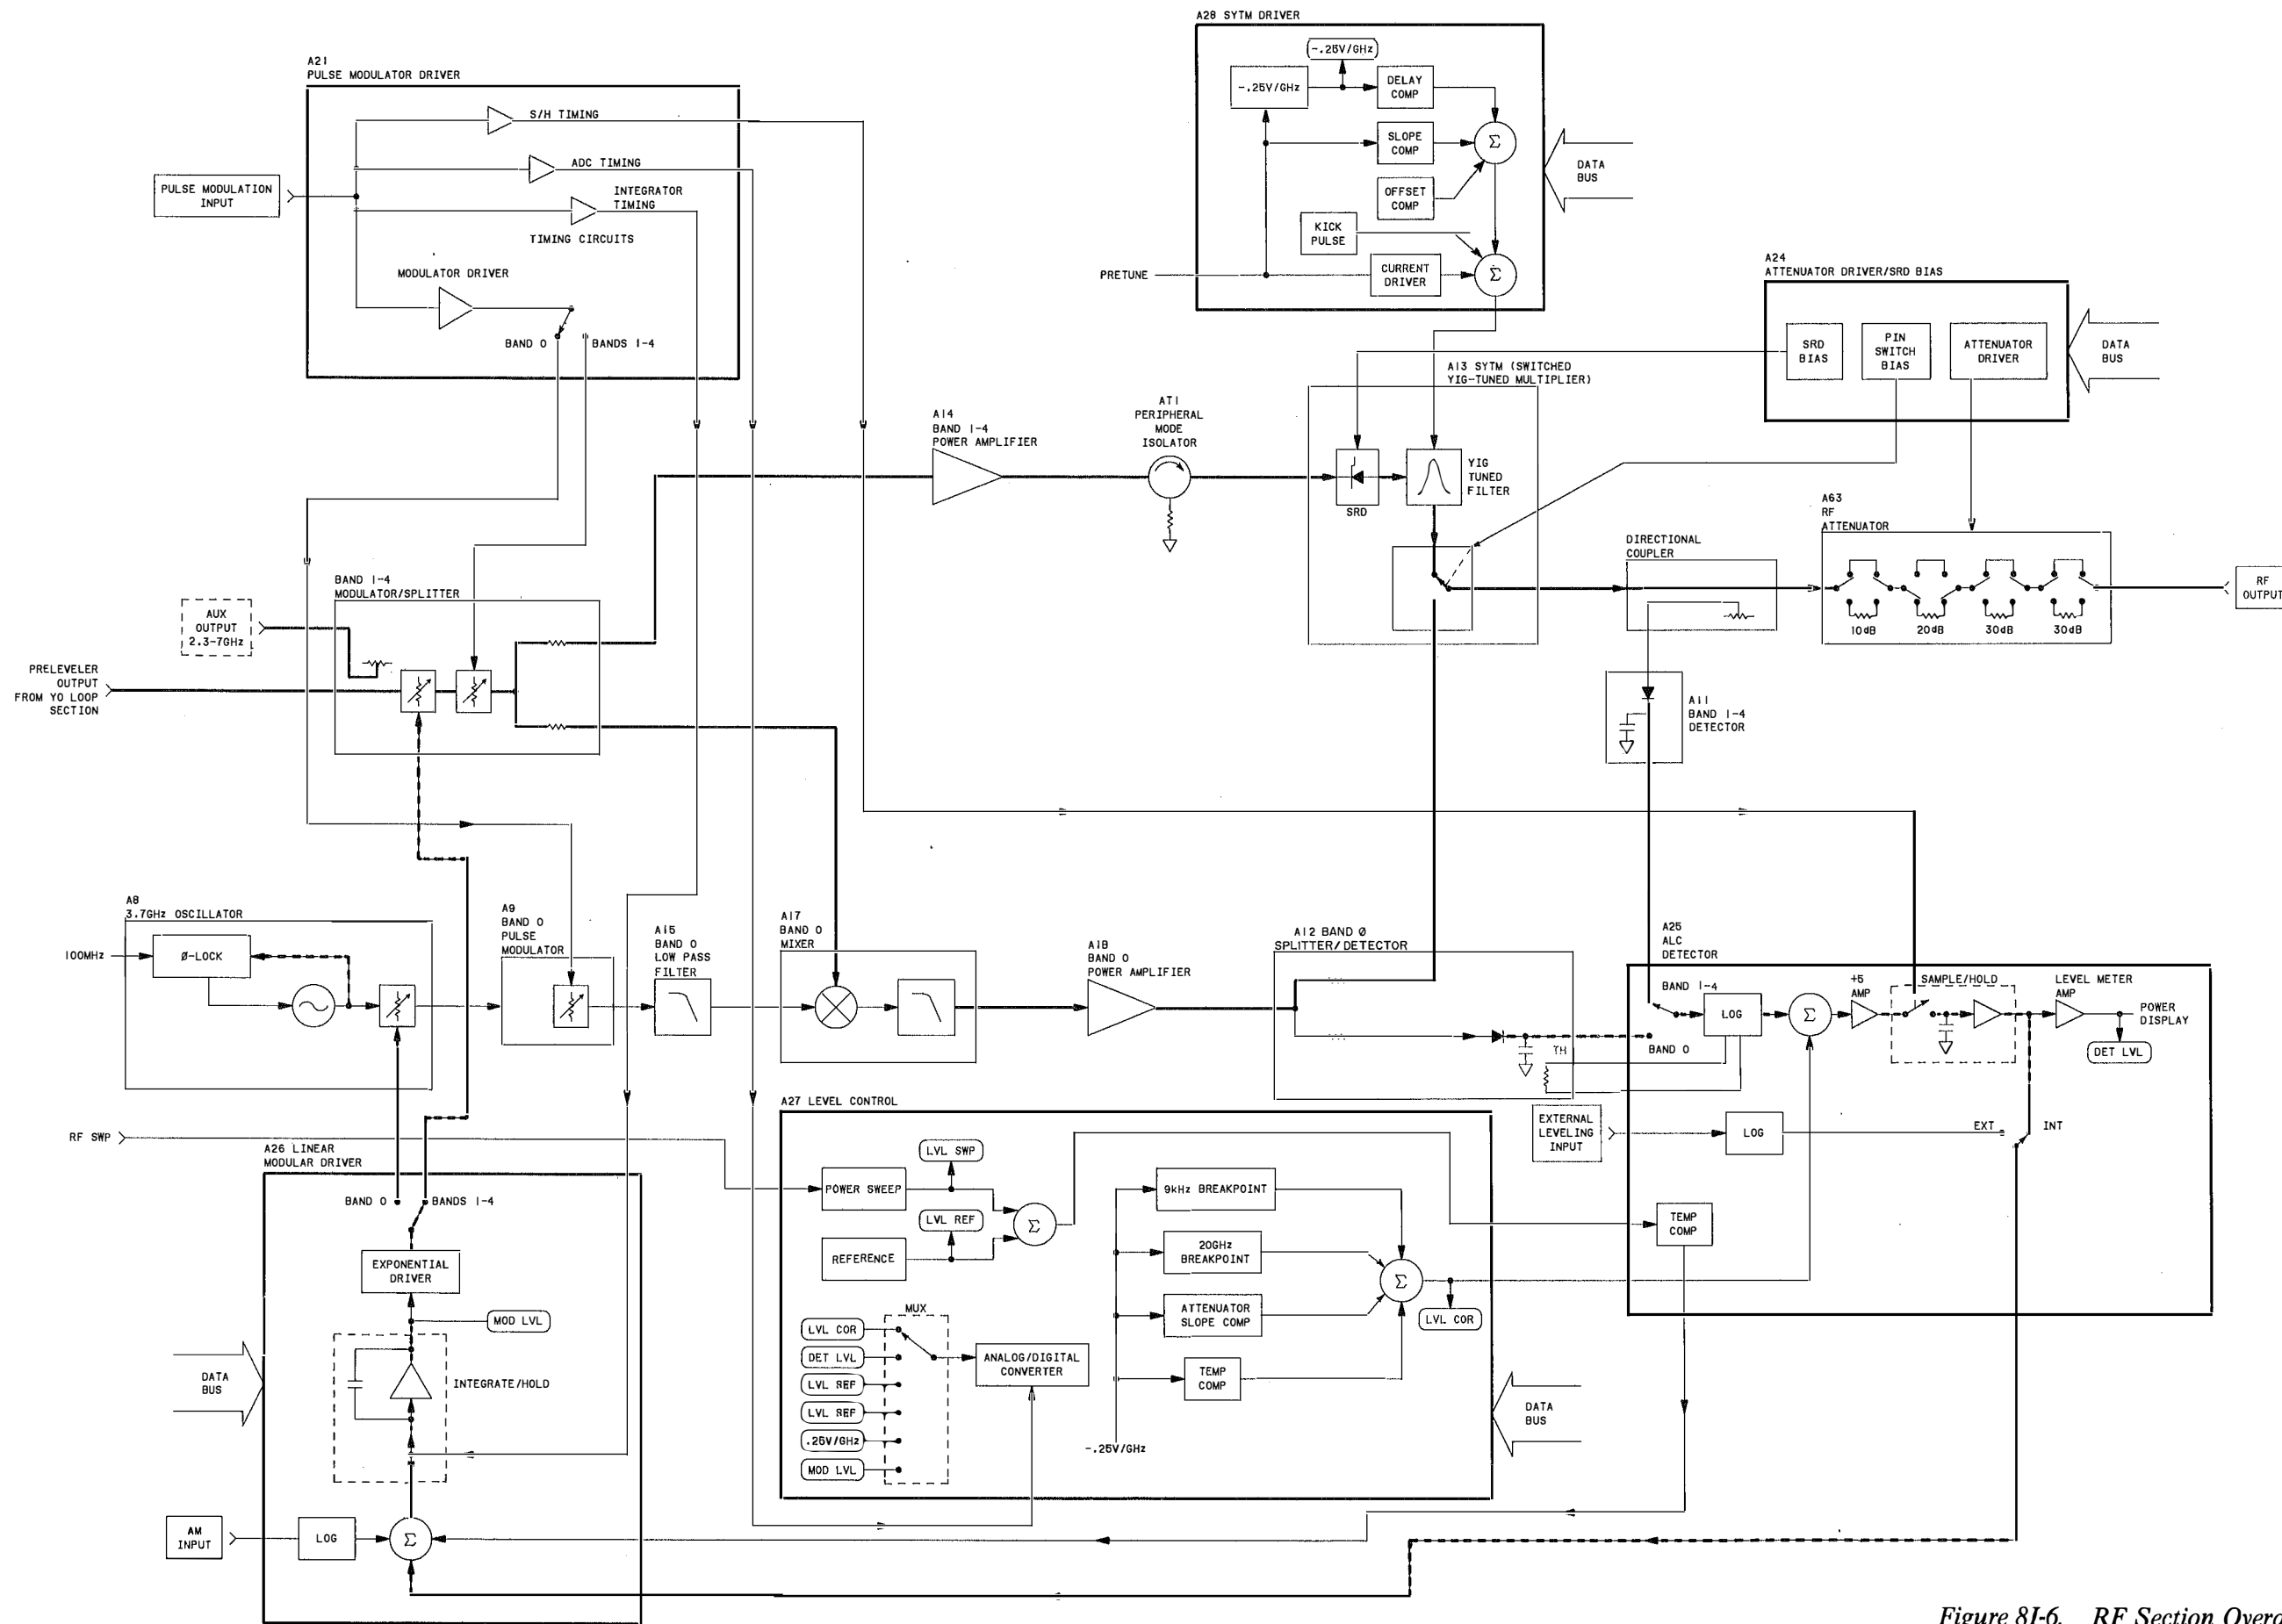 A28 SYTM DRIVER
(-.25V/GHz)
-.25V/GHz
DELAY
COMP
SLOPE
COMP
Σ
OFFSET
COMP
KICK
PULSE
PRETUNE
CURRENT
DRIVER
Σ
DATA
BUS
A21
PULSE MODULATOR DRIVER
S/H TIMING
ADC TIMING
INTEGRATOR
TIMING
TIMING CIRCUITS
PULSE MODULATION
INPUT
MODULATOR DRIVER
BAND 0
BANDS 1-4
A24
ATTENUATOR DRIVER/SRD BIAS
SRD
BIAS
PIN
SWITCH
BIAS
ATTENUATOR
DRIVER
DATA
BUS
A13 SYTM (SWITCHED
YIG-TUNED MULTIPLIER)
A14
BAND 1-4
POWER AMPLIFIER
AT1
PERIPHERAL
MODE
ISOLATOR
SRD
YIG
TUNED
FILTER
DIRECTIONAL
COUPLER
A63
RF
ATTENUATOR
10dB
20dB
30dB
30dB
RF
OUTPUT
BAND 1-4
MODULATOR/SPLITTER
AUX
OUTPUT
2.3-7GHz
PRELEVELER
OUTPUT
FROM YO LOOP
SECTION
A11
BAND 1-4
DETECTOR
A8
3.7GHz OSCILLATOR
100MHz
Ø-LOCK
A9
BAND 0
PULSE
MODULATOR
A15
BAND 0
LOW PASS
FILTER
A17
BAND 0
MIXER
A18
BAND 0
POWER AMPLIFIER
A12 BAND Ø
SPLITTER/DETECTOR
TH
A25
ALC
DETECTOR
BAND 1-4
BAND 0
LOG
Σ
+5
AMP
SAMPLE/HOLD
LEVEL METER
AMP
POWER
DISPLAY
DET LVL
EXTERNAL
LEVELING
INPUT
LOG
EXT
INT
TEMP
COMP
RF SWP
A26 LINEAR
MODULAR DRIVER
BAND 0
BANDS 1-4
EXPONENTIAL
DRIVER
MOD LVL
INTEGRATE/HOLD
DATA
BUS
AM
INPUT
LOG
Σ
A27 LEVEL CONTROL
LVL SWP
POWER SWEEP
LVL REF
REFERENCE
Σ
MUX
LVL COR
DET LVL
LVL REF
LVL REF
.25V/GHz
MOD LVL
ANALOG/DIGITAL
CONVERTER
9kHz BREAKPOINT
20GHz
BREAKPOINT
ATTENUATOR
SLOPE COMP
TEMP
COMP
-.25V/GHz
Σ
LVL COR
DATA
BUS
Figure 8I-6. RF Section Overa